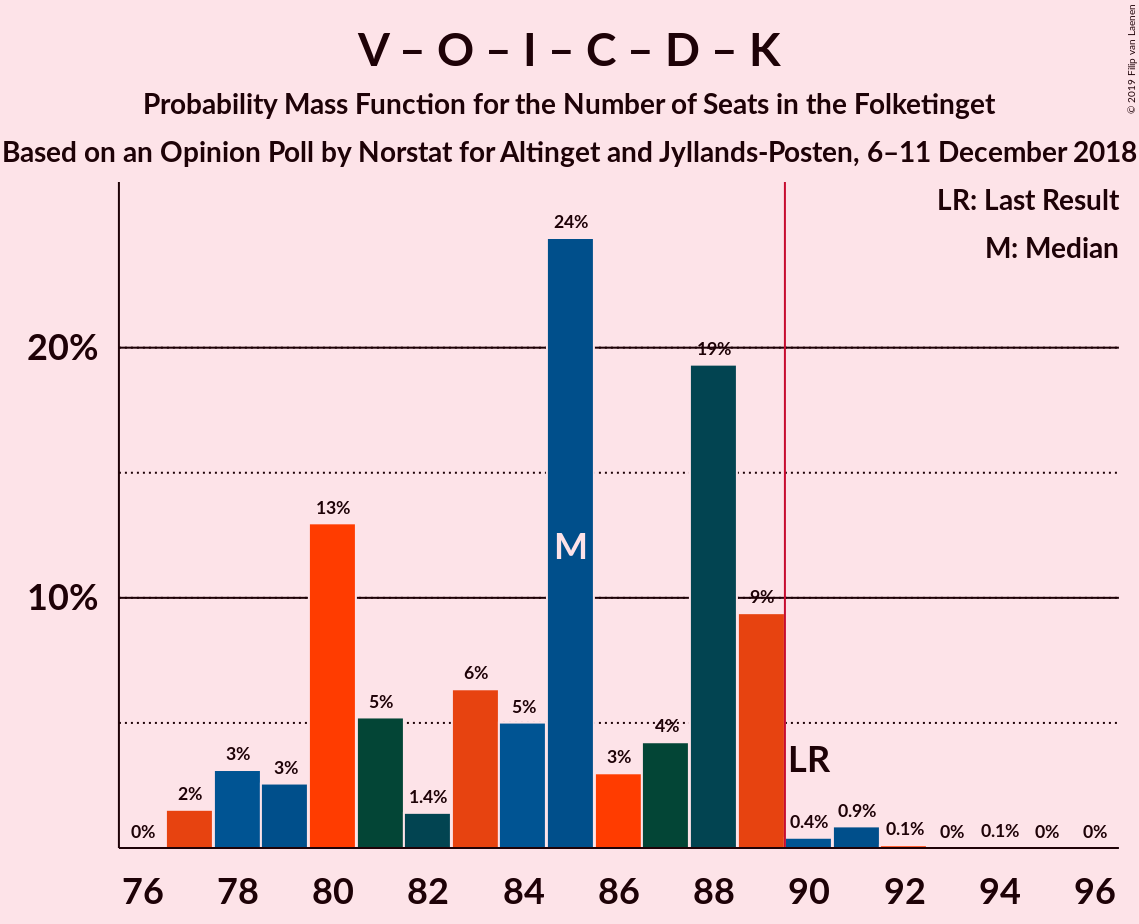 V – O – I – C – D – K
Probability Mass Function for the Number of Seats in the Folketinget
Based on an Opinion Poll by Norstat for Altinget and Jyllands-Posten, 6–11 December 2018
© 2019 Filip van Laenen
LR: Last Result
M: Median
24%
20%
19%
13%
M
10%
9%
6%
5%
5%
4%
3%
3%
3%
LR
2%
1.4%
0.9%
0.4%
0.1%
0.1%
0%
0%
0%
0%
76 78 80 82 84 86 88 90 92 94 96